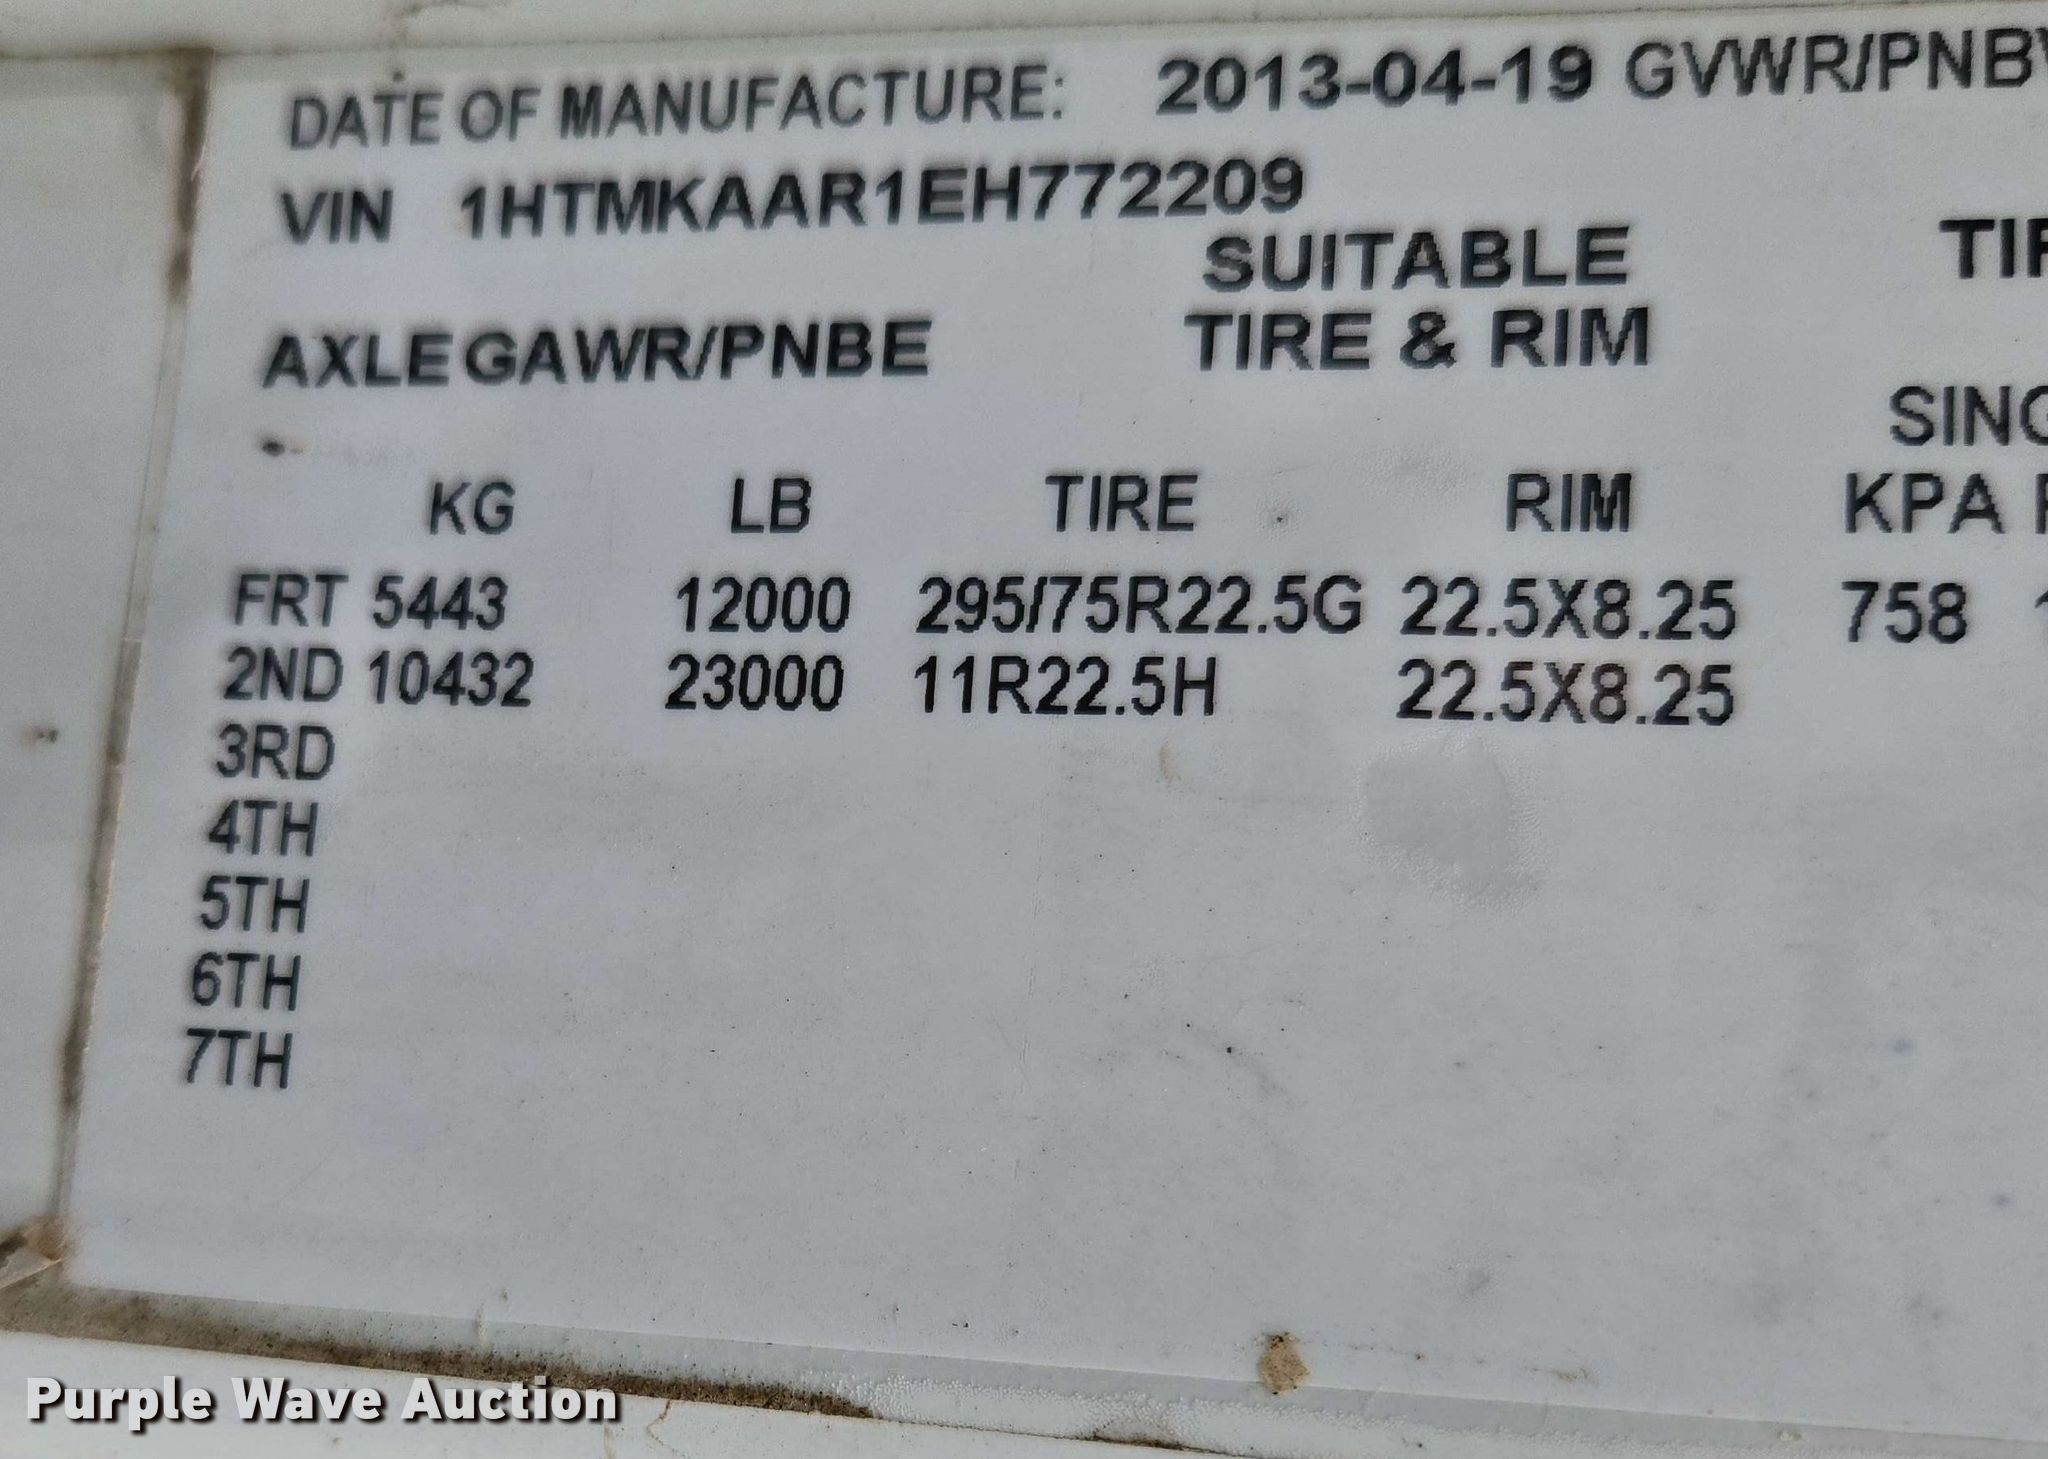 DATE OF MANUFACTURE: 2013-04-19 GVWR/PNBV
VIN 1HTMKAAR1EH772209
SUITABLE
AXLE GAWR/PNBE TIRE & RIM
KG LB TIRE RIM KPA
FRT 5443 12000 295/75R22.5G 22.5X8.25 758
2ND 10432 23000 11R22.5H 22.5X8.25
3RD
4TH
5TH
6TH
7TH
Purple Wave Auction